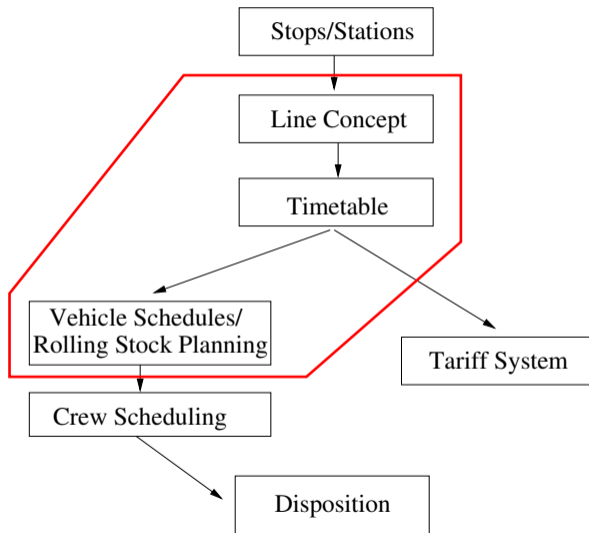 Stops/Stations
Line Concept
Timetable
Vehicle Schedules/
Rolling Stock Planning
Tariff System
Crew Scheduling
Disposition